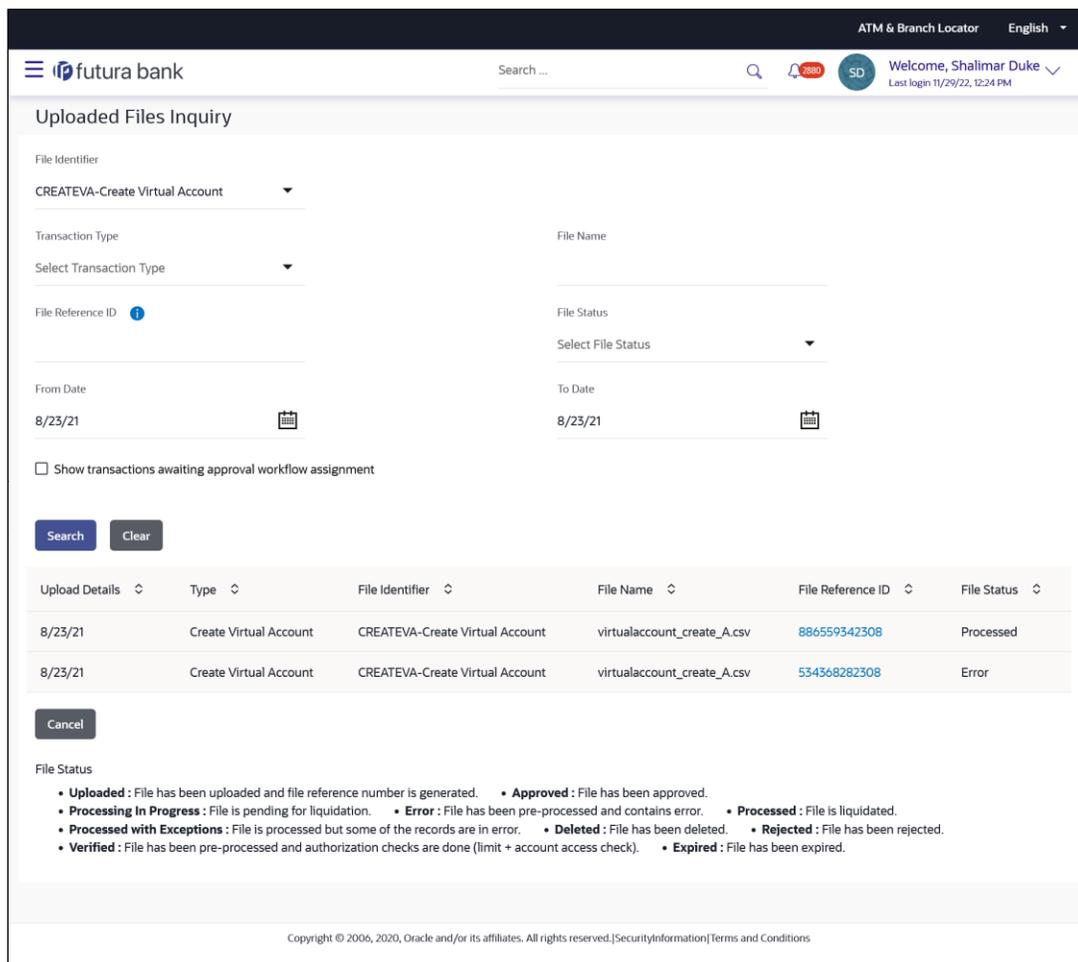 ATM & Branch Locator English
futura bank Search ... 2880 SD Welcome, Shalimar Duke
Last login 11/29/22, 12:24 PM
Uploaded Files Inquiry
File Identifier
CREATEVA-Create Virtual Account
Transaction Type File Name
Select Transaction Type
File Reference ID i File Status
Select File Status
From Date To Date
8/23/21 8/23/21
Show transactions awaiting approval workflow assignment
Search Clear
Upload Details Type File Identifier File Name File Reference ID File Status
8/23/21 Create Virtual Account CREATEVA-Create Virtual Account virtualaccount_create_A.csv 886559342308 Processed
8/23/21 Create Virtual Account CREATEVA-Create Virtual Account virtualaccount_create_A.csv 534368282308 Error
Cancel
File Status
• Uploaded : File has been uploaded and file reference number is generated. • Approved : File has been approved.
• Processing In Progress : File is pending for liquidation. • Error : File has been pre-processed and contains error. • Processed : File is liquidated.
• Processed with Exceptions : File is processed but some of the records are in error. • Deleted : File has been deleted. • Rejected : File has been rejected.
• Verified : File has been pre-processed and authorization checks are done (limit + account access check). • Expired : File has been expired.
Copyright © 2006, 2020, Oracle and/or its affiliates. All rights reserved.|SecurityInformation|Terms and Conditions